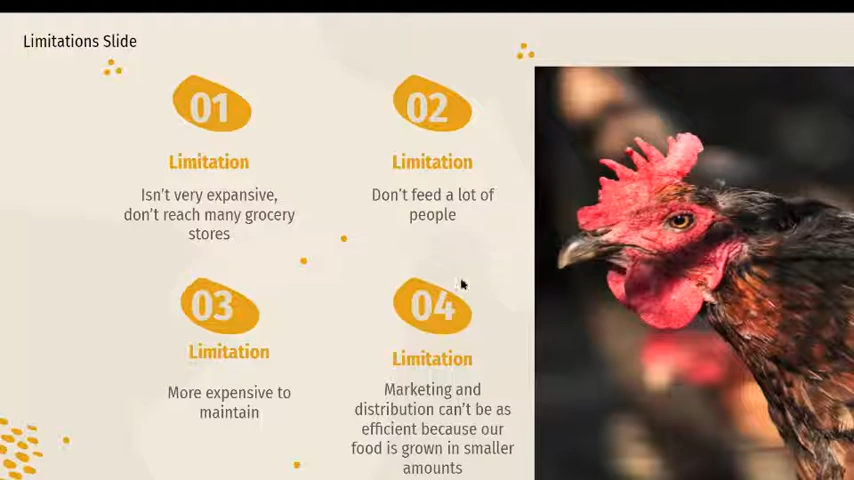 Limitations Slide
01
Limitation
Isn't very expansive,
don't reach many grocery
stores
02
Limitation
Don't feed a lot of
people
03
Limitation
More expensive to
maintain
04
Limitation
Marketing and
distribution can't be as
efficient because our
food is grown in smaller
amounts